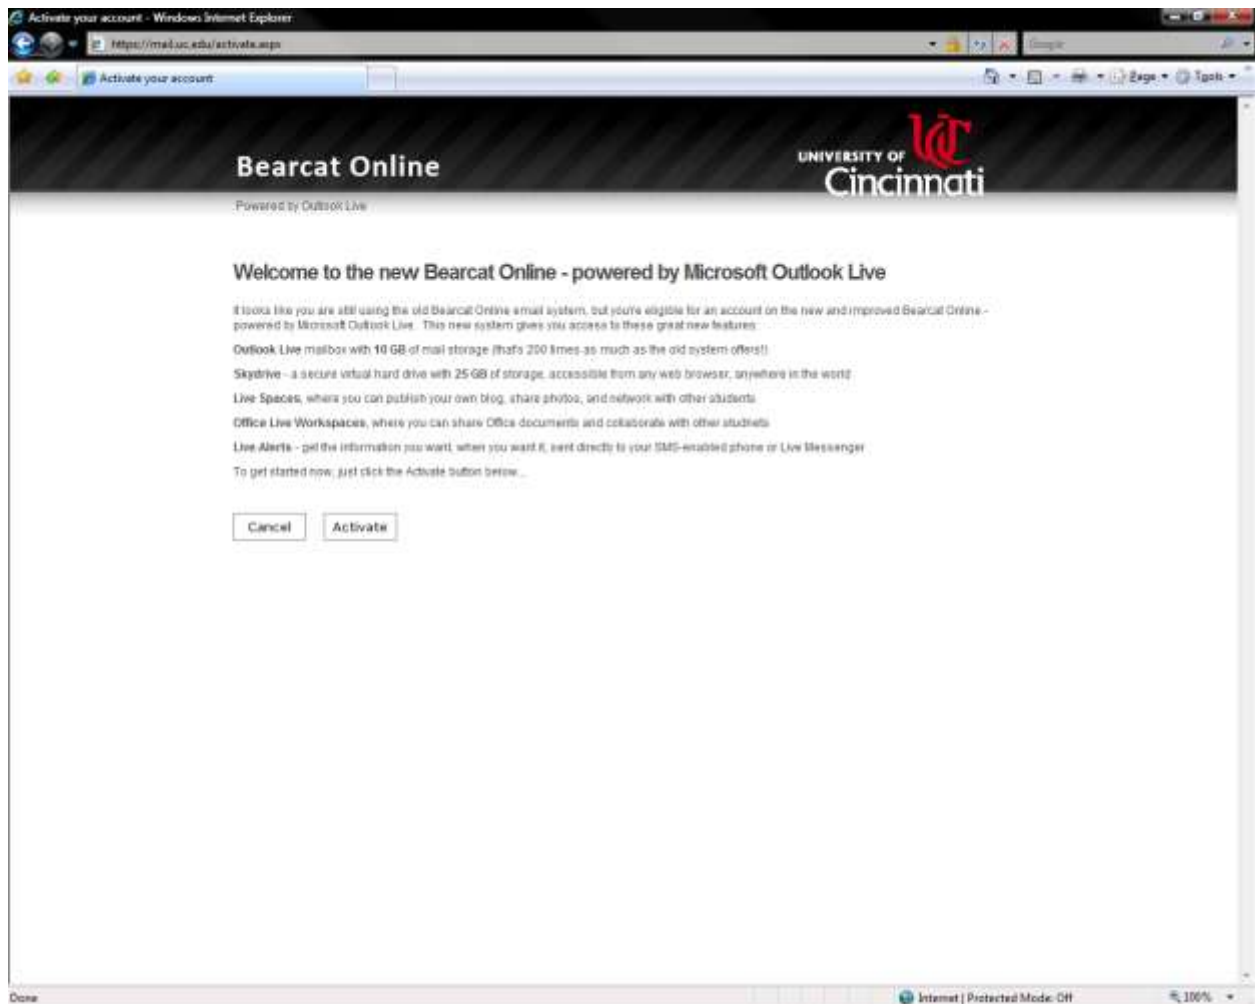 Activate your account - Windows Internet Explorer
https://mail.uc.edu/activate.aspx
Google
Activate your account
Page
Tools
Bearcat Online
UC
UNIVERSITY OF
Cincinnati
Powered by Outlook Live
Welcome to the new Bearcat Online - powered by Microsoft Outlook Live
It looks like you are still using the old Bearcat Online email system, but you're eligible for an account on the new and improved Bearcat Online -
powered by Microsoft Outlook Live. This new system gives you access to these great new features:
Outlook Live mailbox with 10 GB of mail storage (that's 200 times as much as the old system offers!)
Skydrive - a secure virtual hard drive with 25 GB of storage, accessible from any web browser, anywhere in the world
Live Spaces, where you can publish your own blog, share photos, and network with other students
Office Live Workspaces, where you can share Office documents and collaborate with other studnets
Live Alerts - get the information you want, when you want it, sent directly to your SMS-enabled phone or Live Messenger
To get started now, just click the Activate button below...
Cancel
Activate
Done
Internet | Protected Mode: Off
100%